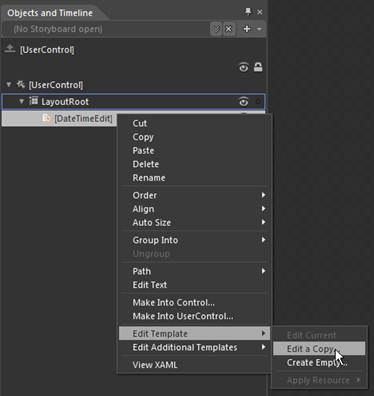 Objects and Timeline
(No Storyboard open)
[UserControl]
[UserControl]
LayoutRoot
[DateTimeEdit]
Cut
Copy
Paste
Delete
Rename
Order
Align
Auto Size
Group Into
Ungroup
Path
Edit Text
Make Into Control...
Make Into UserControl...
Edit Template
Edit Additional Templates
View XAML
Edit Current
Edit a Copy...
Create Empty...
Apply Resource